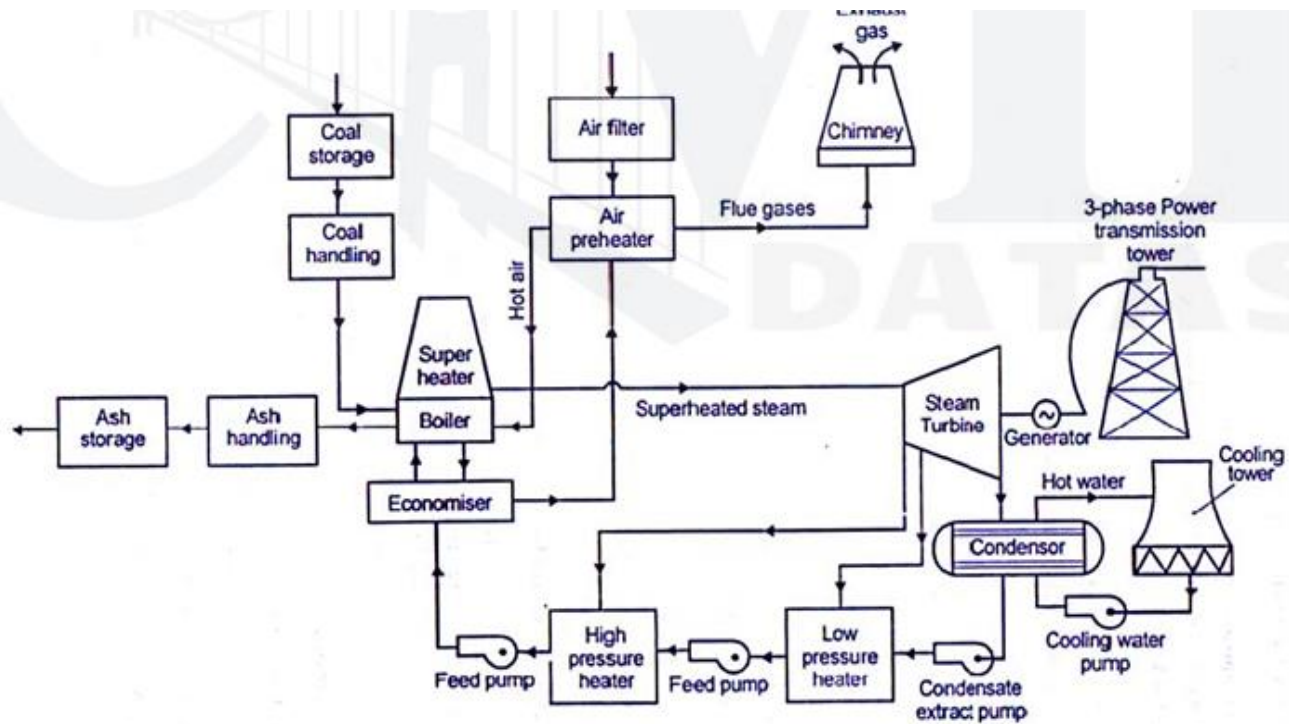 Exhaust
gas
Coal
storage
Air filter
Chimney
Coal
handling
Air
preheater
Flue gases
3-phase Power
transmission
tower
Hot air
Super
heater
Boiler
Superheated steam
Steam
Turbine
Generator
Ash
storage
Ash
handling
Economiser
Hot water
Cooling
tower
Condensor
Cooling water
pump
Feed pump
High
pressure
heater
Feed pump
Low
pressure
heater
Condensate
extract pump
DATAS